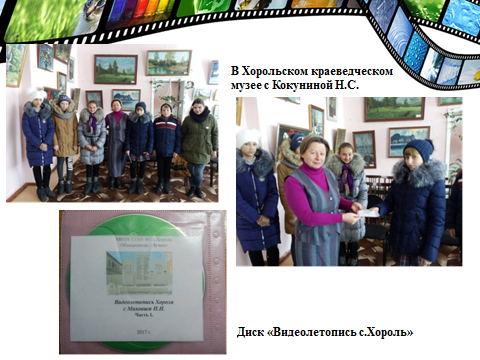 В Хорольском краеведческом
музее с Кокуниной Н.С.
Видеолетопись Хороля
Часть 1.
2017 г.
Диск «Видеолетопись с.Хороль»